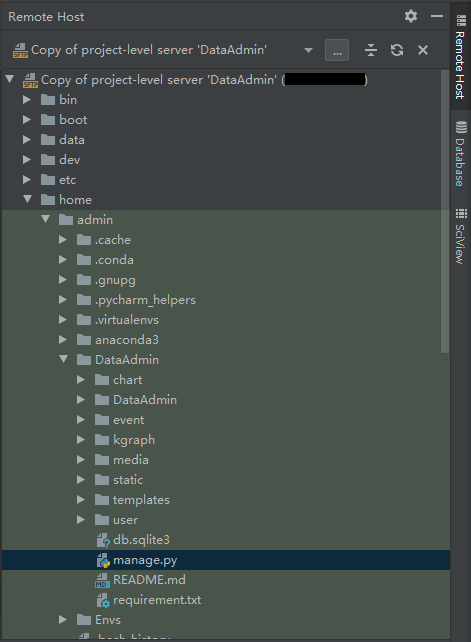 Remote Host
Copy of project-level server 'DataAdmin'
...
Copy of project-level server 'DataAdmin' ( )
bin
boot
data
dev
etc
home
admin
.cache
.conda
.gnupg
.pycharm_helpers
.virtualenvs
anaconda3
DataAdmin
chart
DataAdmin
event
kgraph
media
static
templates
user
db.sqlite3
manage.py
README.md
requirement.txt
Envs
.bash_history
Remote Host
Database
SciView